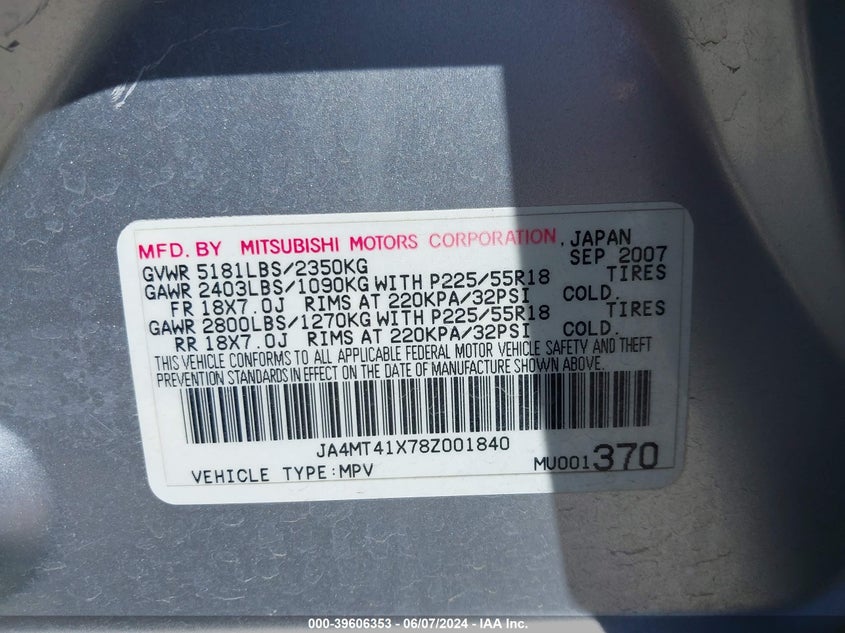 MFD. BY MITSUBISHI MOTORS CORPORATION, JAPAN
GVWR 5181LBS/2350KG SEP 2007
GAWR 2403LBS/1090KG WITH P225/55R18 TIRES
FR 18X7.0J RIMS AT 220KPA/32PSI COLD.
GAWR 2800LBS/1270KG WITH P225/55R18 TIRES
RR 18X7.0J RIMS AT 220KPA/32PSI COLD.
THIS VEHICLE CONFORMS TO ALL APPLICABLE FEDERAL MOTOR VEHICLE SAFETY AND THEFT
PREVENTION STANDARDS IN EFFECT ON THE DATE OF MANUFACTURE SHOWN ABOVE.
JA4MT41X78Z001840
VEHICLE TYPE:MPV MU001370
000-39606353 - 06/07/2024 - IAA Inc.